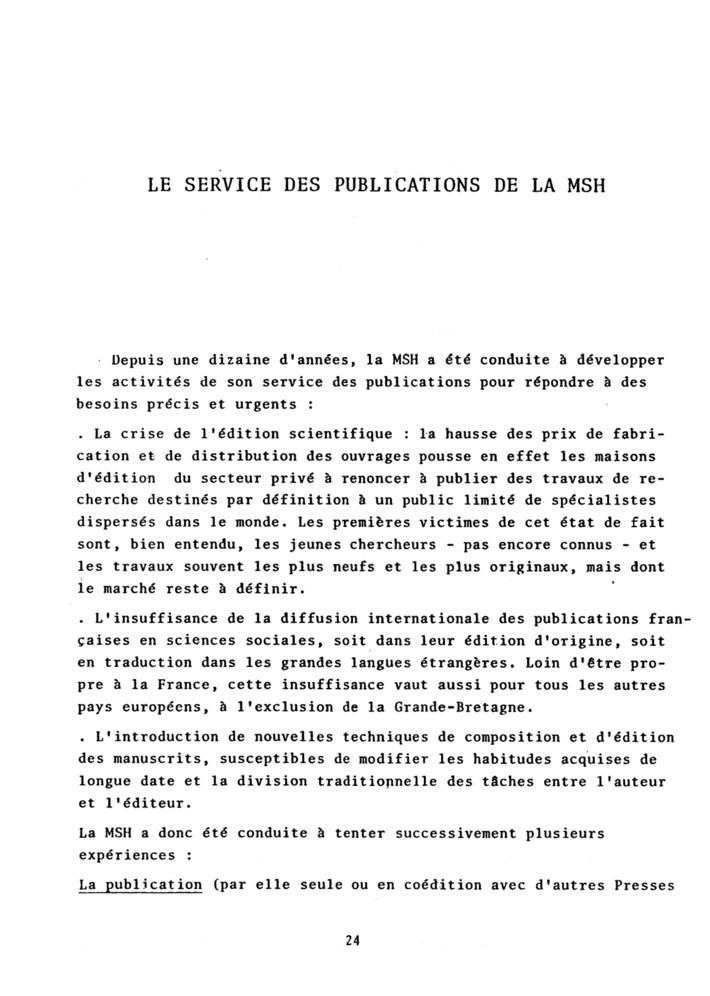 LE SERVICE DES PUBLICATIONS DE LA MSH
Depuis une dizaine d'années, la MSH a été conduite à développer
les activités de son service des publications pour répondre à des
besoins précis et urgents :
. La crise de l'édition scientifique : la hausse des prix de fabri-
cation et de distribution des ouvrages pousse en effet les maisons
d'édition du secteur privé à renoncer à publier des travaux de re-
cherche destinés par définition à un public limité de spécialistes
dispersés dans le monde. Les premières victimes de cet état de fait
sont, bien entendu, les jeunes chercheurs - pas encore connus - et
les travaux souvent les plus neufs et les plus originaux, mais dont
le marché reste à définir.
. L'insuffisance de la diffusion internationale des publications fran-
çaises en sciences sociales, soit dans leur édition d'origine, soit
en traduction dans les grandes langues étrangères. Loin d'être pro-
pre à la France, cette insuffisance vaut aussi pour tous les autres
pays européens, à l'exclusion de la Grande-Bretagne.
. L'introduction de nouvelles techniques de composition et d'édition
des manuscrits, susceptibles de modifier les habitudes acquises de
longue date et la division traditionnelle des tâches entre l'auteur
et l'éditeur.
La MSH a donc été conduite à tenter successivement plusieurs
expériences :
La publication (par elle seule ou en coédition avec d'autres Presses
24